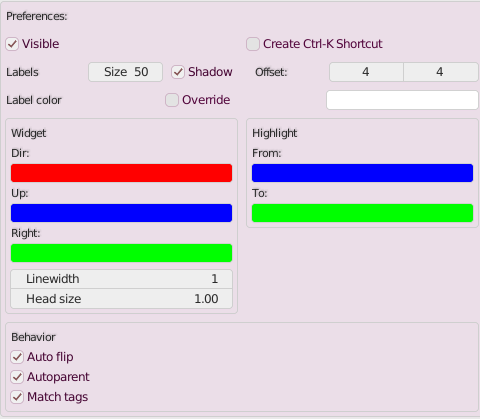 Preferences:
Visible
Create Ctrl-K Shortcut
Labels Size 50 Shadow Offset: 4 4
Label color Override
Widget
Dir:
Up:
Right:
Linewidth 1
Head size 1.00
Highlight
From:
To:
Behavior
Auto flip
Autoparent
Match tags